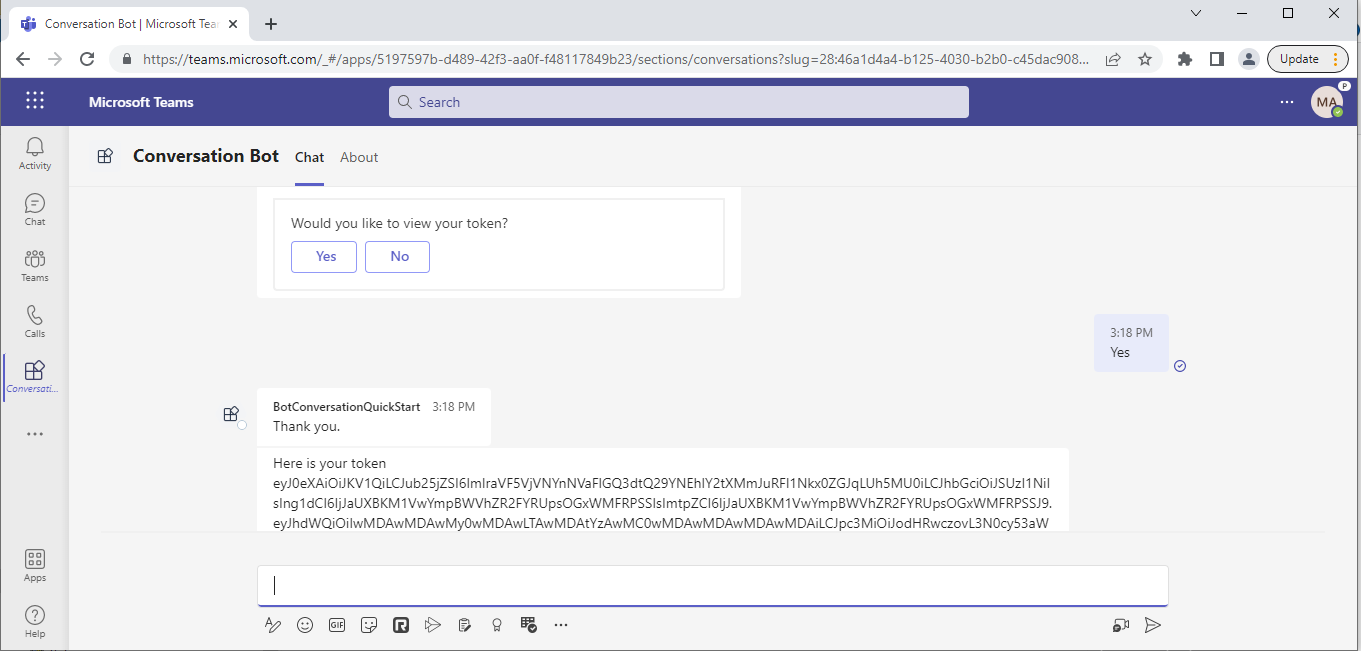 Conversation Bot | Microsoft Tea
https://teams.microsoft.com/_#/apps/5197597b-d489-42f3-aa0f-f48117849b23/sections/conversations?slug=28:46a1d4a4-b125-4030-b2b0-c45dac908...
Update
Microsoft Teams
Search
MA
P
Activity
Chat
Teams
Calls
Conversati...
Apps
Help
Conversation Bot
Chat
About
Would you like to view your token?
Yes
No
3:18 PM
Yes
BotConversationQuickStart 3:18 PM
Thank you.
Here is your token
GIF